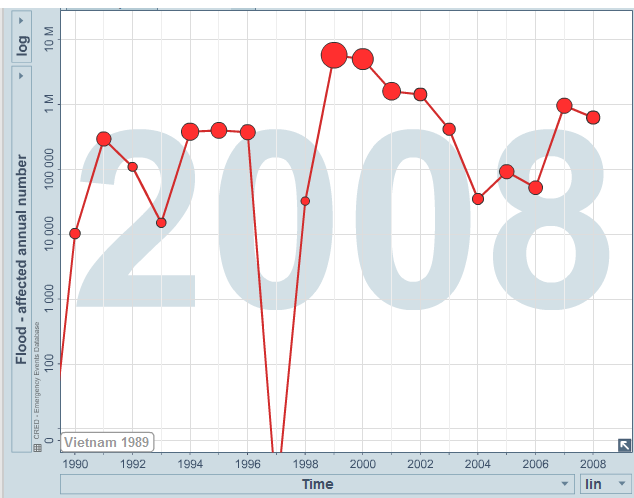 log
Flood - affected annual number
CRED - Emergency Events Database
10 M
1 M
100 000
10 000
1 000
100
0
2008
Vietnam 1989
1990 1992 1994 1996 1998 2000 2002 2004 2006 2008
Time
lin